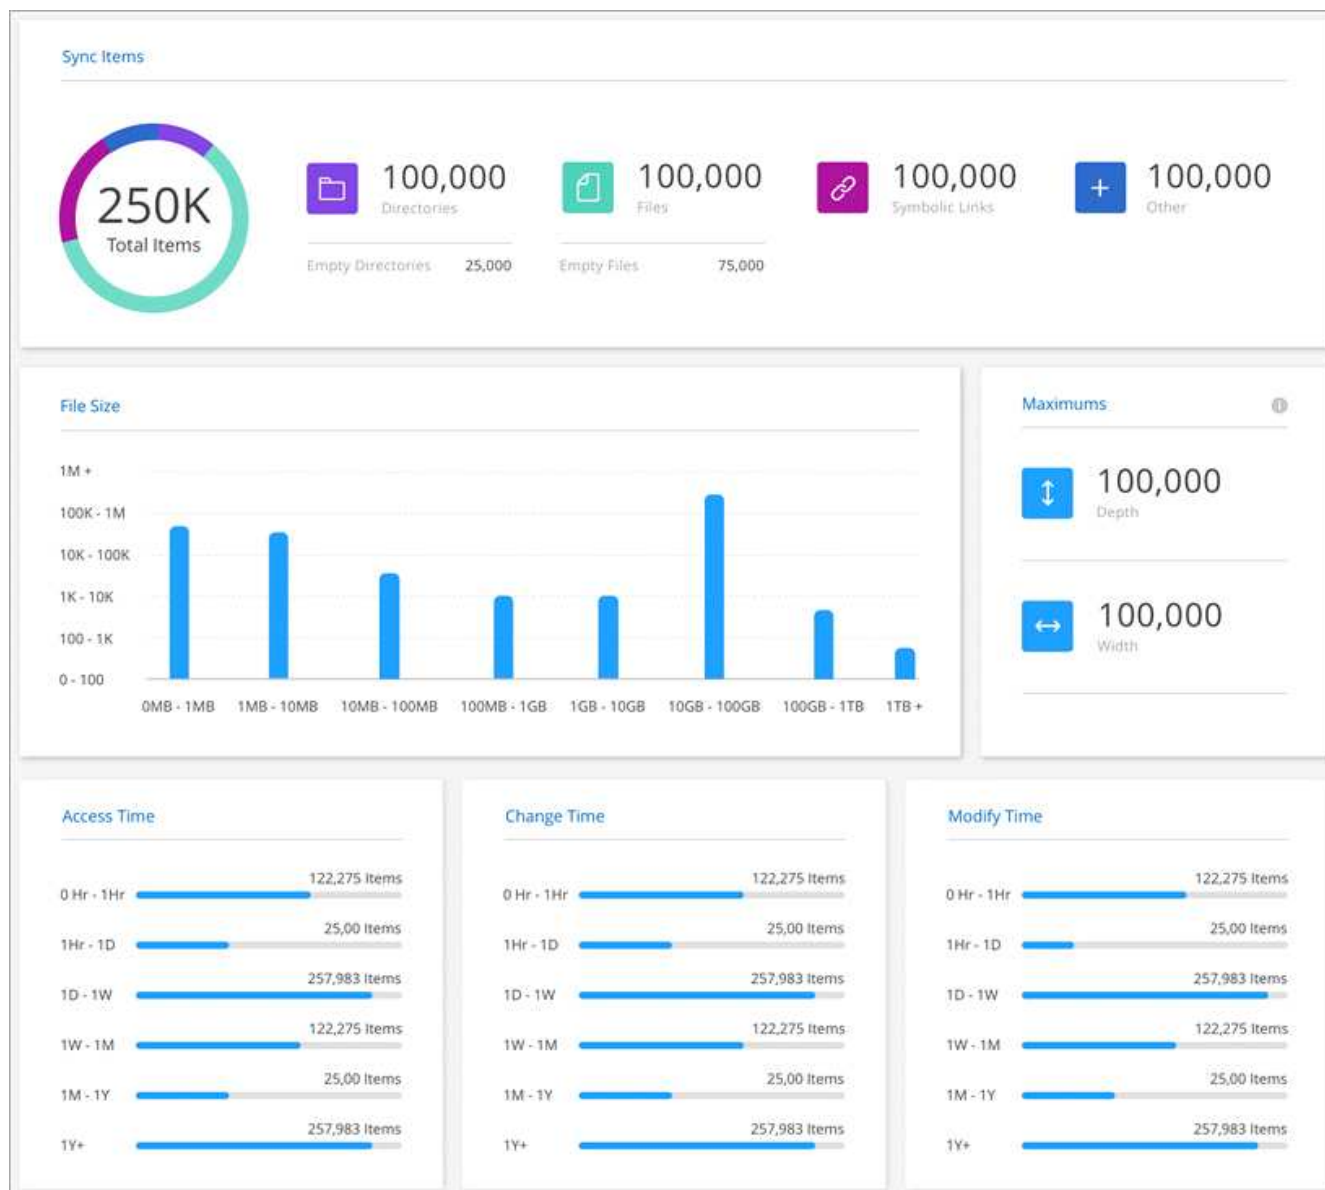 Sync Items
250K
Total Items
100,000
Directories
Empty Directories 25,000
100,000
Files
Empty Files 75,000
100,000
Symbolic Links
100,000
Other
File Size
1M +
100K - 1M
10K - 100K
1K - 10K
100 - 1K
0 - 100
0MB - 1MB 1MB - 10MB 10MB - 100MB 100MB - 1GB 1GB - 10GB 10GB - 100GB 100GB - 1TB 1TB +
Maximums
100,000
Depth
100,000
Width
Access Time
122,275 Items
0 Hr - 1Hr
25,00 Items
1Hr - 1D
257,983 Items
1D - 1W
122,275 Items
1W - 1M
25,00 Items
1M - 1Y
257,983 Items
1Y+
Change Time
122,275 Items
0 Hr - 1Hr
25,00 Items
1Hr - 1D
257,983 Items
1D - 1W
122,275 Items
1W - 1M
25,00 Items
1M - 1Y
257,983 Items
1Y+
Modify Time
122,275 Items
0 Hr - 1Hr
25,00 Items
1Hr - 1D
257,983 Items
1D - 1W
122,275 Items
1W - 1M
25,00 Items
1M - 1Y
257,983 Items
1Y+